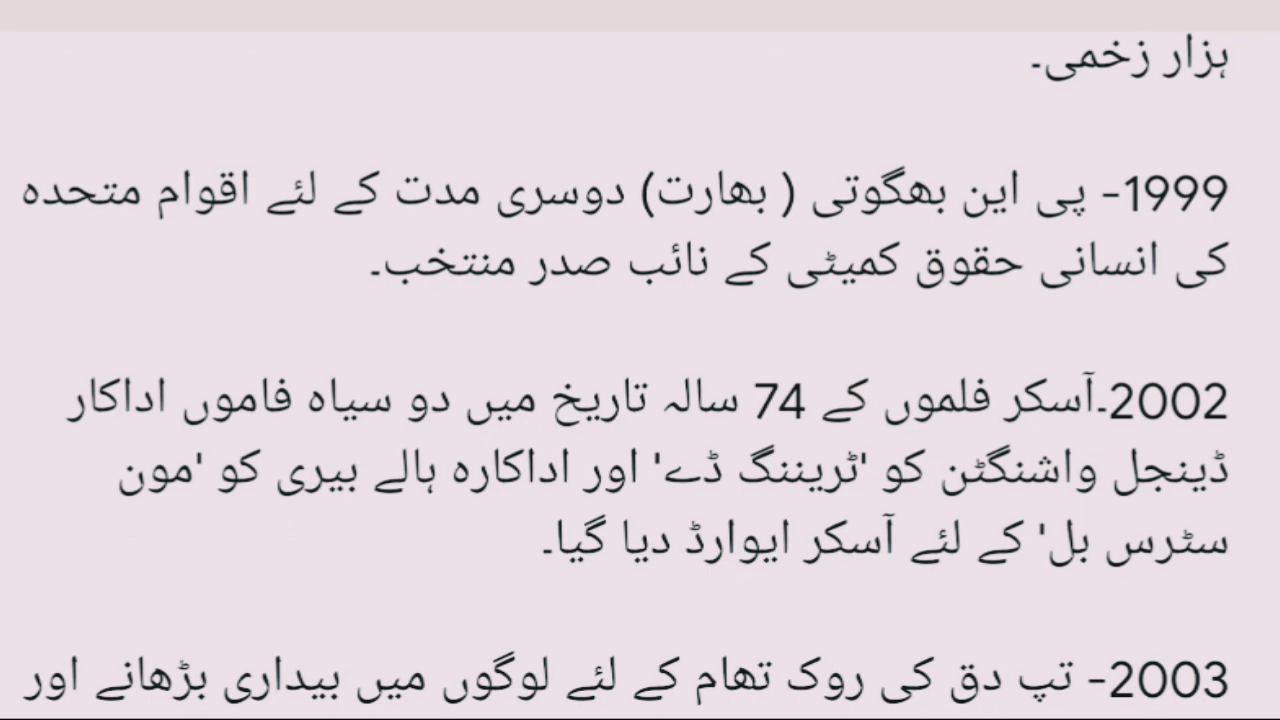 ہزار زخمی۔
1999- پی این بھگوتی ( بھارت) دوسری مدت کے لئے اقوام متحدہ
کی انسانی حقوق کمیٹی کے نائب صدر منتخب۔
2002۔آسکر فلموں کے 74 سالہ تاریخ میں دو سیاہ فاموں اداکار
ڈینجل واشنگٹن کو 'ٹریننگ ڈے' اور اداکارہ ہالے بیری کو 'مون
سٹرس بل' کے لئے آسکر ایوارڈ دیا گیا۔
2003- تپ دق کی روک تھام کے لئے لوگوں میں بیداری بڑھانے اور